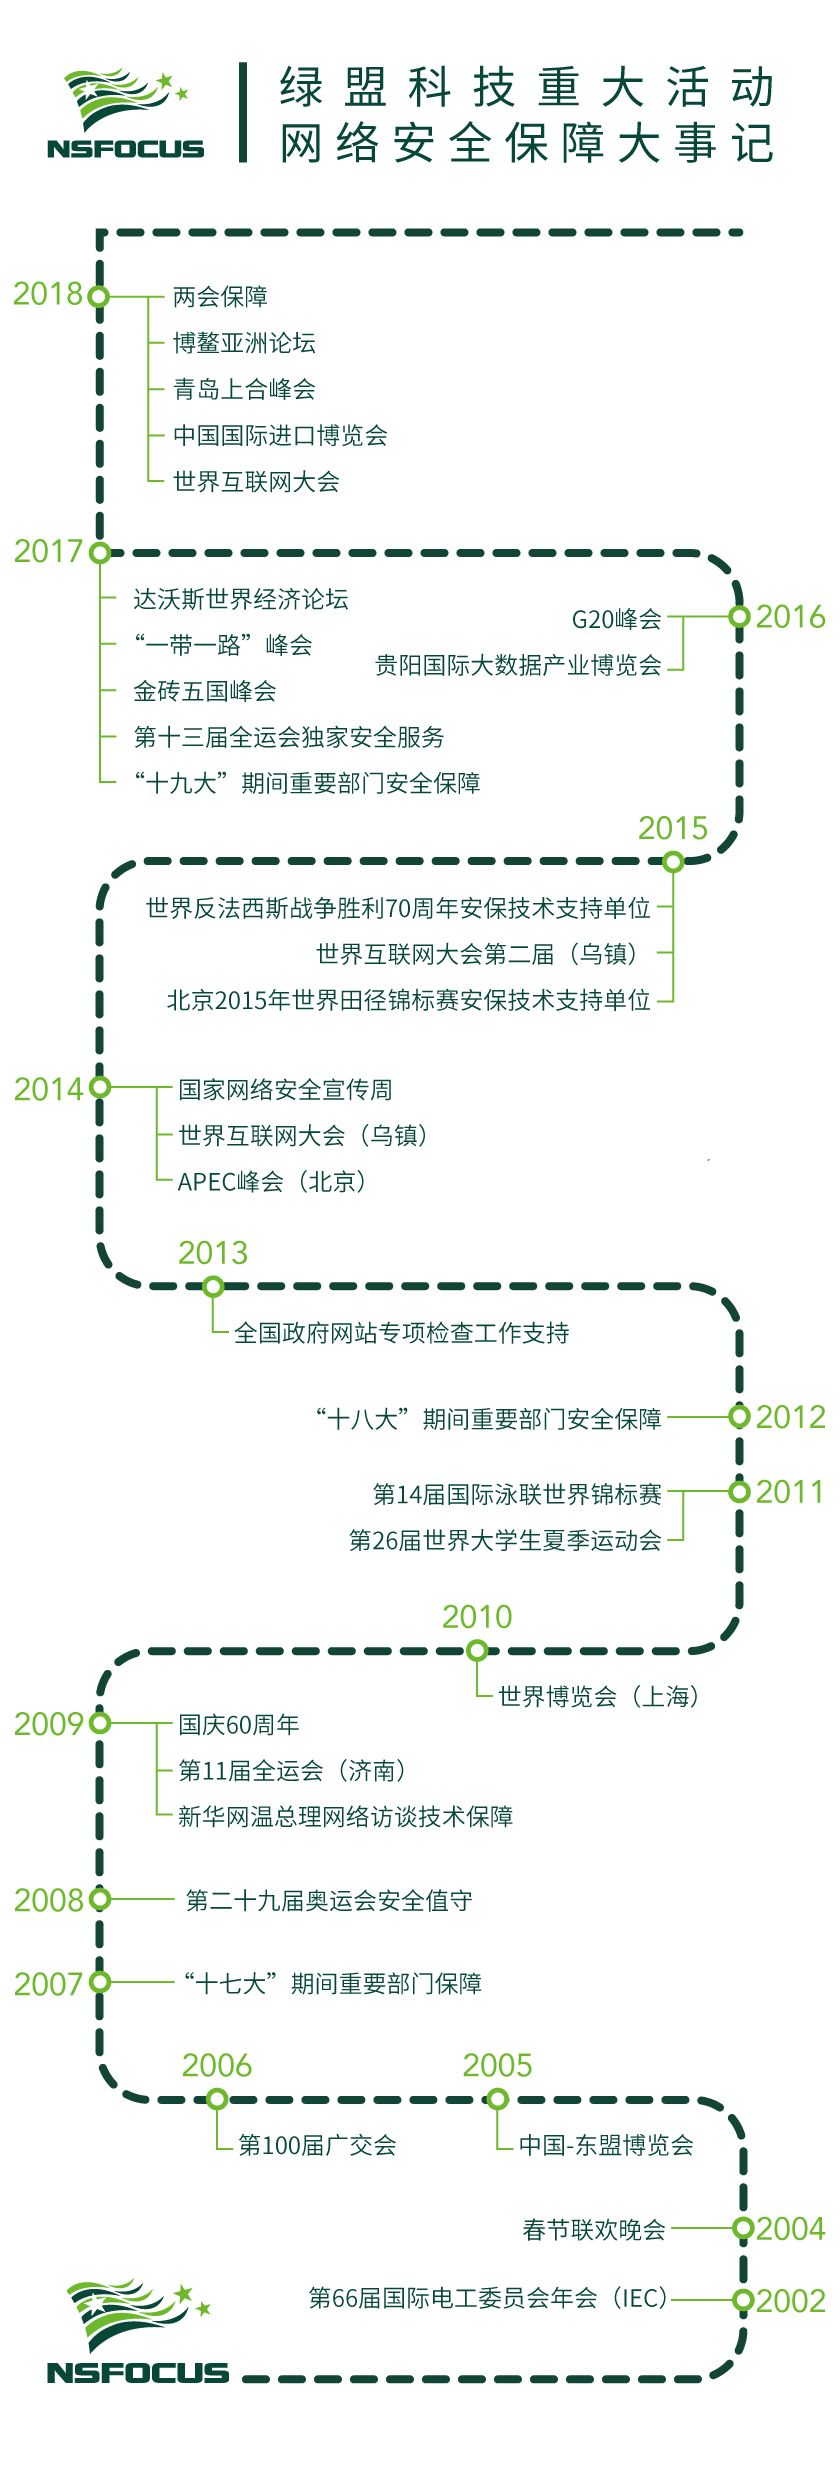 NSFOCUS
绿盟科技重大活动
网络安全保障大事记
2018
两会保障
博鳌亚洲论坛
青岛上合峰会
中国国际进口博览会
世界互联网大会
2017
达沃斯世界经济论坛
“一带一路”峰会
金砖五国峰会
第十三届全运会独家安全服务
“十九大”期间重要部门安全保障
2016
G20峰会
贵阳国际大数据产业博览会
2015
世界反法西斯战争胜利70周年安保技术支持单位
世界互联网大会第二届（乌镇）
北京2015年世界田径锦标赛安保技术支持单位
2014
国家网络安全宣传周
世界互联网大会（乌镇）
APEC峰会（北京）
2013
全国政府网站专项检查工作支持
2012
“十八大”期间重要部门安全保障
2011
第14届国际泳联世界锦标赛
第26届世界大学生夏季运动会
2010
世界博览会（上海）
2009
国庆60周年
第11届全运会（济南）
新华网温总理网络访谈技术保障
2008
第二十九届奥运会安全值守
2007
“十七大”期间重要部门保障
2006
第100届广交会
2005
中国-东盟博览会
2004
春节联欢晚会
2002
第66届国际电工委员会年会（IEC）
NSFOCUS